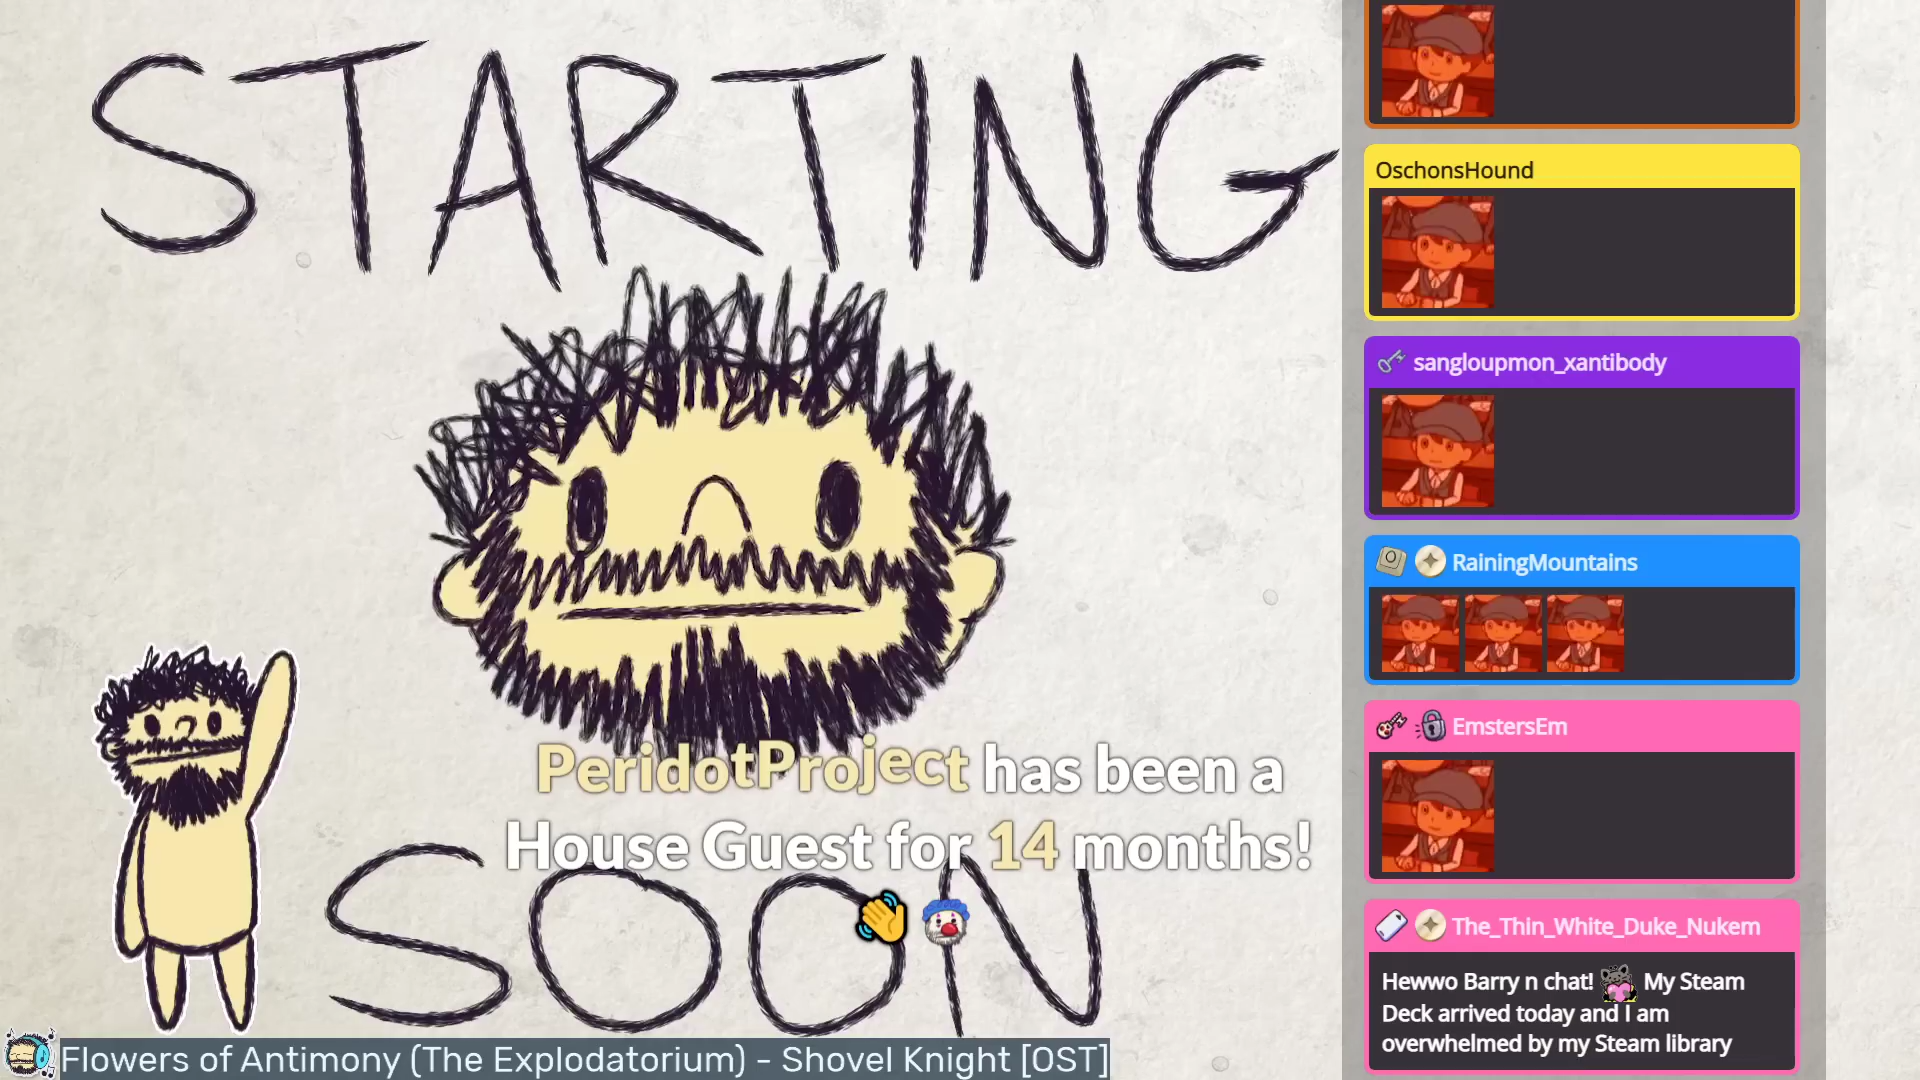 STARTING
PeridotProject has been a
House Guest for 14 months!
SOON
Flowers of Antimony (The Explodatorium) - Shovel Knight [OST]
OschonsHound
sangloupmon_xantibody
RainingMountains
EmstersEm
The_Thin_White_Duke_Nukem
Hewwo Barry n chat! My Steam
Deck arrived today and I am
overwhelmed by my Steam library